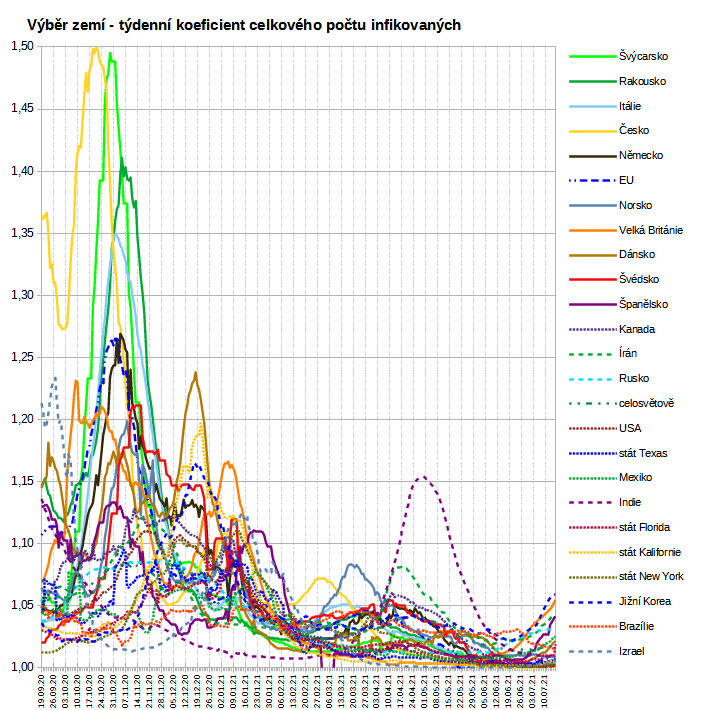 Výběr zemí - týdenní koeficient celkového počtu infikovaných
1,50
1,45
1,40
1,35
1,30
1,25
1,20
1,15
1,10
1,05
1,00
19.09.20
26.09.20
03.10.20
10.10.20
17.10.20
24.10.20
31.10.20
07.11.20
14.11.20
21.11.20
28.11.20
05.12.20
12.12.20
19.12.20
26.12.20
02.01.21
09.01.21
16.01.21
23.01.21
30.01.21
06.02.21
13.02.21
20.02.21
27.02.21
06.03.21
13.03.21
20.03.21
27.03.21
03.04.21
10.04.21
17.04.21
24.04.21
01.05.21
08.05.21
15.05.21
22.05.21
29.05.21
05.06.21
12.06.21
19.06.21
26.06.21
03.07.21
10.07.21
Švýcarsko
Rakousko
Itálie
Česko
Německo
EU
Norsko
Velká Británie
Dánsko
Švédsko
Španělsko
Kanada
Írán
Rusko
celosvětově
USA
stát Texas
Mexiko
Indie
stát Florida
stát Kalifornie
stát New York
Jižní Korea
Brazílie
Izrael